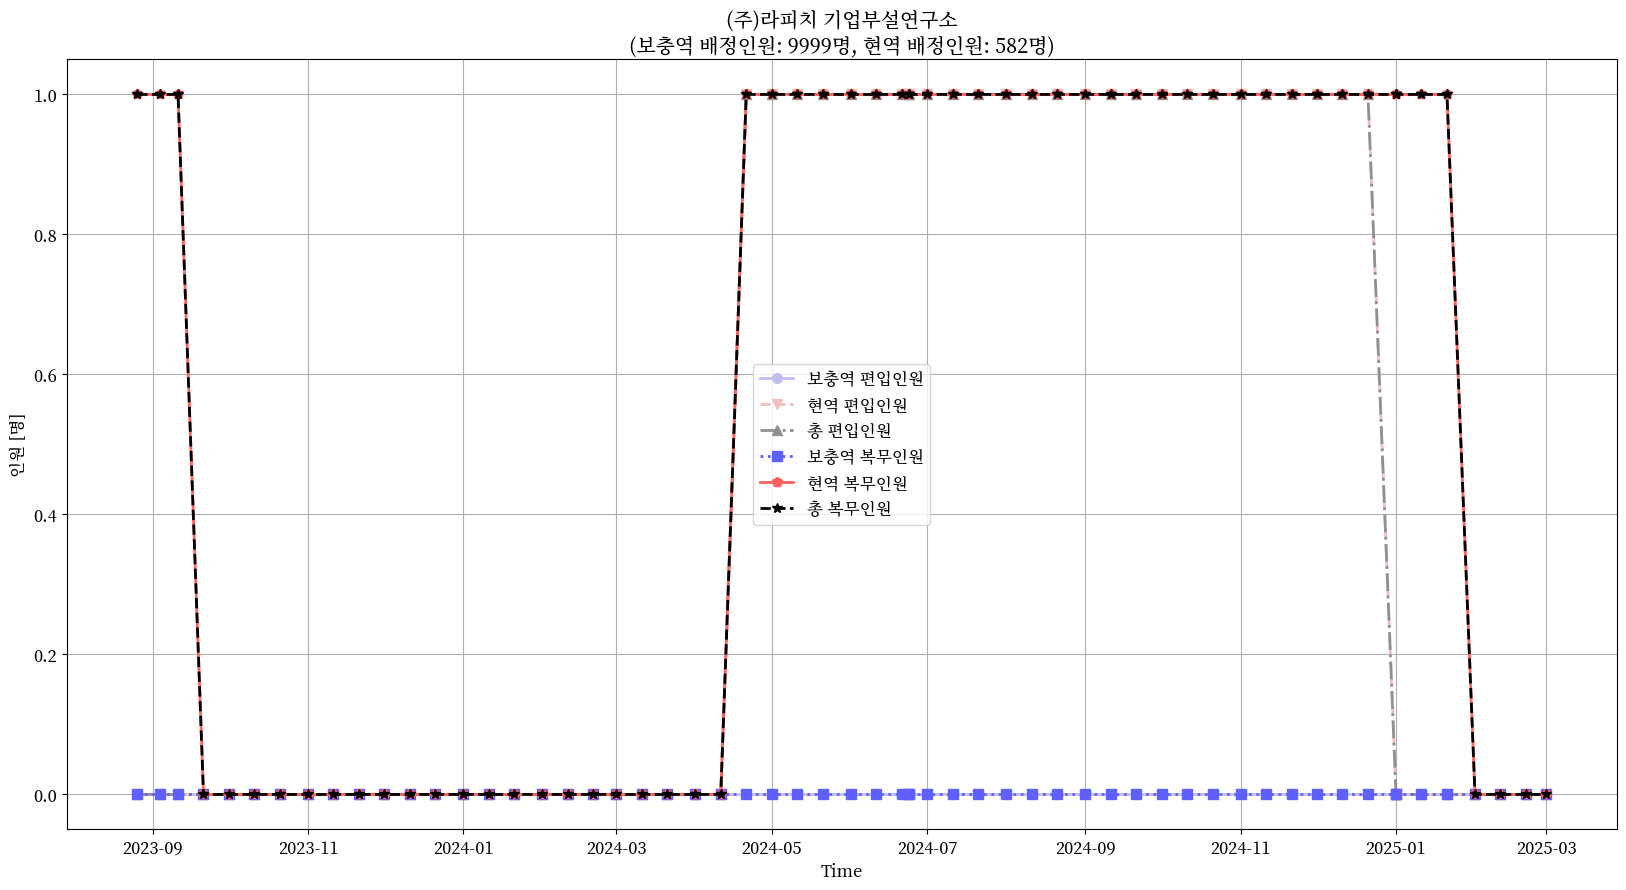 (주)라피치 기업부설연구소
(보충역 배정인원: 9999명, 현역 배정인원: 582명)
인원 [명]
1.0
0.8
0.6
0.4
0.2
0.0
보충역 편입인원
현역 편입인원
총 편입인원
보충역 복무인원
현역 복무인원
총 복무인원
2023-09
2023-11
2024-01
2024-03
2024-05
2024-07
2024-09
2024-11
2025-01
2025-03
Time